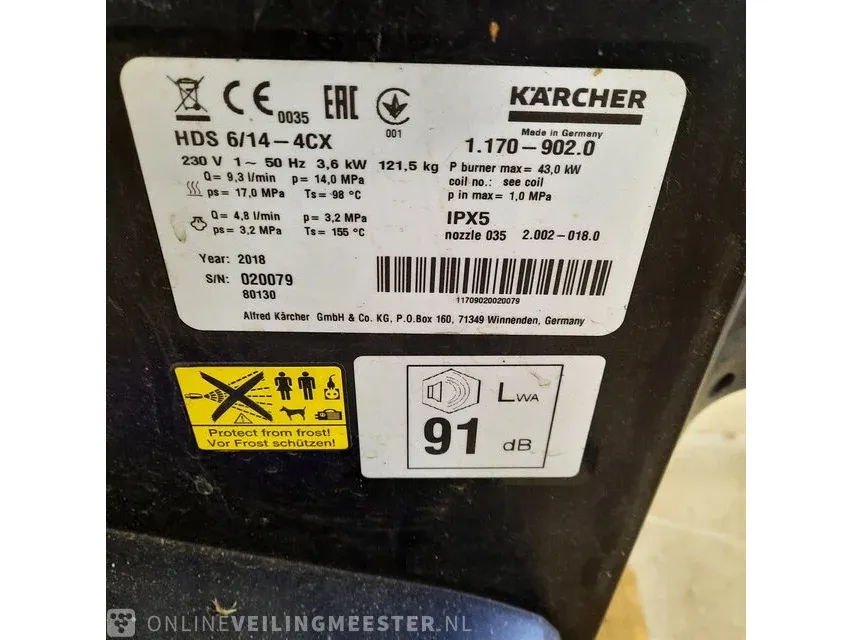 CE 0035 EAC 001
KÄRCHER
Made in Germany
HDS 6/14-4CX 1.170-902.0
230 V 1~ 50 Hz 3,6 kW 121,5 kg
Q= 9,3 l/min p= 14,0 MPa
ps= 17,0 MPa Ts= 98 °C
Q= 4,8 l/min p= 3,2 MPa
ps= 3,2 MPa Ts= 155 °C
P burner max= 43,0 kW
coil no.: see coil
p in max= 1,0 MPa
IPX5
nozzle 035 2.002-018.0
Year: 2018
S/N: 020079
80130
11709020020079
Alfred Kärcher GmbH & Co. KG, P.O.Box 160, 71349 Winnenden, Germany
Protect from frost!
Vor Frost schützen!
LWA
91 dB
ONLINEVEILINGMEESTER.NL